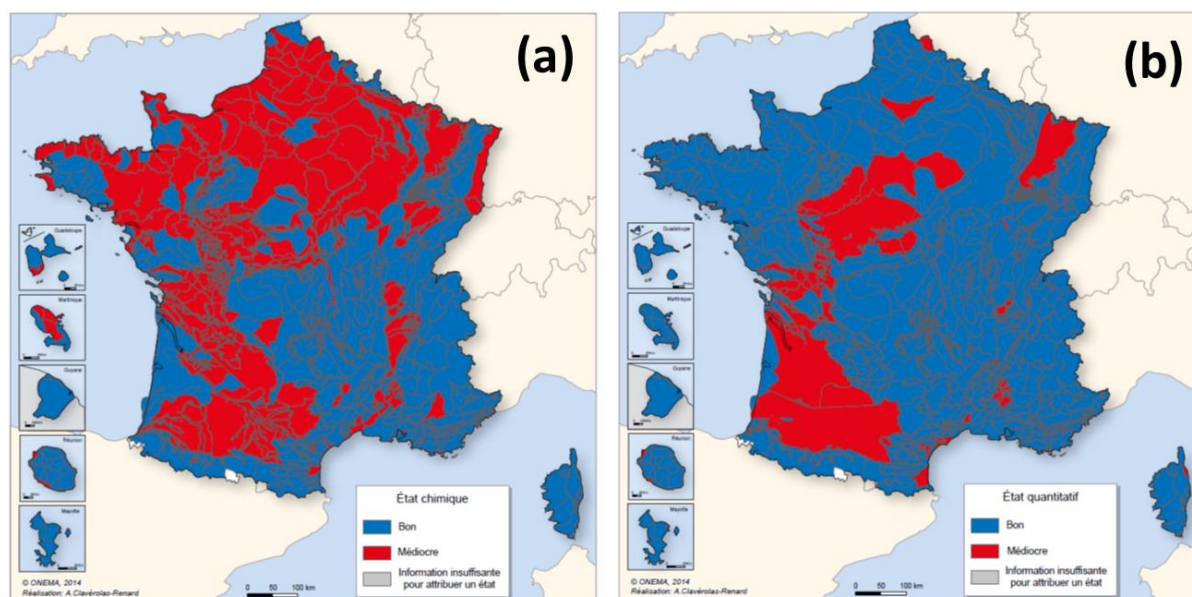 (a)
Guadeloupe
Martinique
Guyane
Réunion
Mayotte
État chimique
Bon
Médiocre
Information insuffisante
pour attribuer un état
© ONEMA, 2014
Réalisation : A.Clavérolas-Renard
0 50 100 km
(b)
Guadeloupe
Martinique
Guyane
Réunion
Mayotte
État quantitatif
Bon
Médiocre
Information insuffisante
pour attribuer un état
© ONEMA, 2014
Réalisation: A.Clavérolas-Renard
0 50 100 km